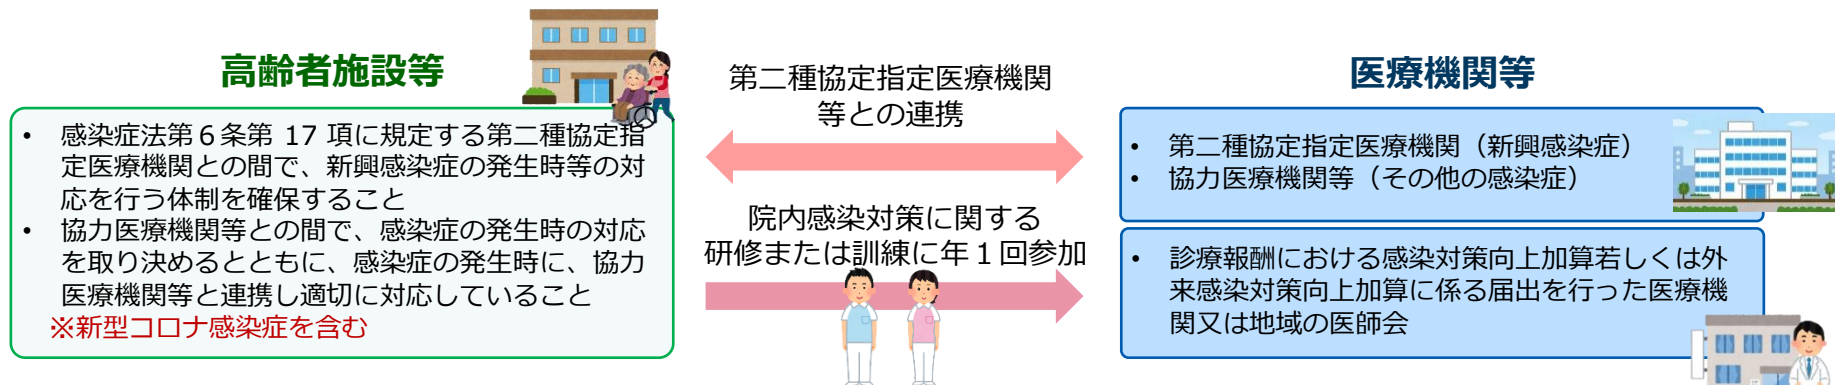 高齢者施設等
• 感染症法第６条第 17 項に規定する第二種協定指
定医療機関との間で、新興感染症の発生時等の対
応を行う体制を確保すること
• 協力医療機関等との間で、感染症の発生時の対応
を取り決めるとともに、感染症の発生時に、協力
医療機関等と連携し適切に対応していること
※新型コロナ感染症を含む
第二種協定指定医療機関
等との連携
院内感染対策に関する
研修または訓練に年１回参加
医療機関等
• 第二種協定指定医療機関（新興感染症）
• 協力医療機関等（その他の感染症）
• 診療報酬における感染対策向上加算若しくは外
来感染対策向上加算に係る届出を行った医療機
関又は地域の医師会